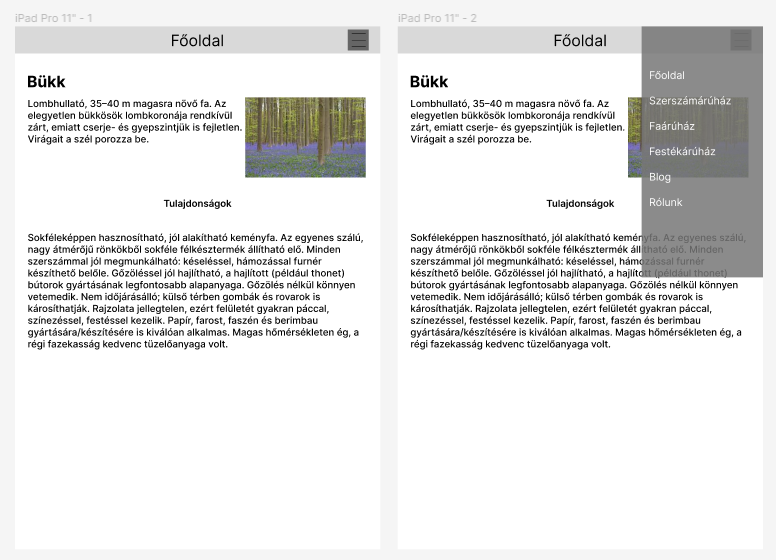 iPad Pro 11" - 1
Főoldal
Bükk
Lombhullató, 35–40 m magasra növő fa. Az
elegyetlen bükkösök lombkoronája rendkívül
zárt, emiatt cserje- és gyepszintjük is fejletlen.
Virágait a szél porozza be.
Tulajdonságok
Sokféleképpen hasznosítható, jól alakítható keményfa. Az egyenes szálú,
nagy átmérőjű rönkökből sokféle félkésztermék állítható elő. Minden
szerszámmal jól megmunkálható: késeléssel, hámozással furnér
készíthető belőle. Gőzöléssel jól hajlítható, a hajlított (például thonet)
bútorok gyártásának legfontosabb alapanyaga. Gőzölés nélkül könnyen
vetemedik. Nem időjárásálló; külső térben gombák és rovarok is
károsíthatják. Rajzolata jellegtelen, ezért felületét gyakran páccal,
színezéssel, festéssel kezelik. Papír, farost, faszén és berimbau
gyártására/készítésére is kiválóan alkalmas. Magas hőmérsékleten ég, a
régi fazekasság kedvenc tüzelőanyaga volt.
iPad Pro 11" - 2
Főoldal
Bükk
Lombhullató, 35–40 m magasra növő fa. Az
elegyetlen bükkösök lombkoronája rendkívül
zárt, emiatt cserje- és gyepszintjük is fejletlen.
Virágait a szél porozza be.
Tulajdonságok
Főoldal
Szerszámárúház
Faárúház
Festékárúház
Blog
Rólunk
Sokféleképpen hasznosítható, jól alakítható keményfa. Az egyenes szálú,
nagy átmérőjű rönkökből sokféle félkésztermék állítható elő. Minden
szerszámmal jól megmunkálható: késeléssel, hámozással furnér
készíthető belőle. Gőzöléssel jól hajlítható, a hajlított (például thonet)
bútorok gyártásának legfontosabb alapanyaga. Gőzölés nélkül könnyen
vetemedik. Nem időjárásálló; külső térben gombák és rovarok is
károsíthatják. Rajzolata jellegtelen, ezért felületét gyakran páccal,
színezéssel, festéssel kezelik. Papír, farost, faszén és berimbau
gyártására/készítésére is kiválóan alkalmas. Magas hőmérsékleten ég, a
régi fazekasság kedvenc tüzelőanyaga volt.